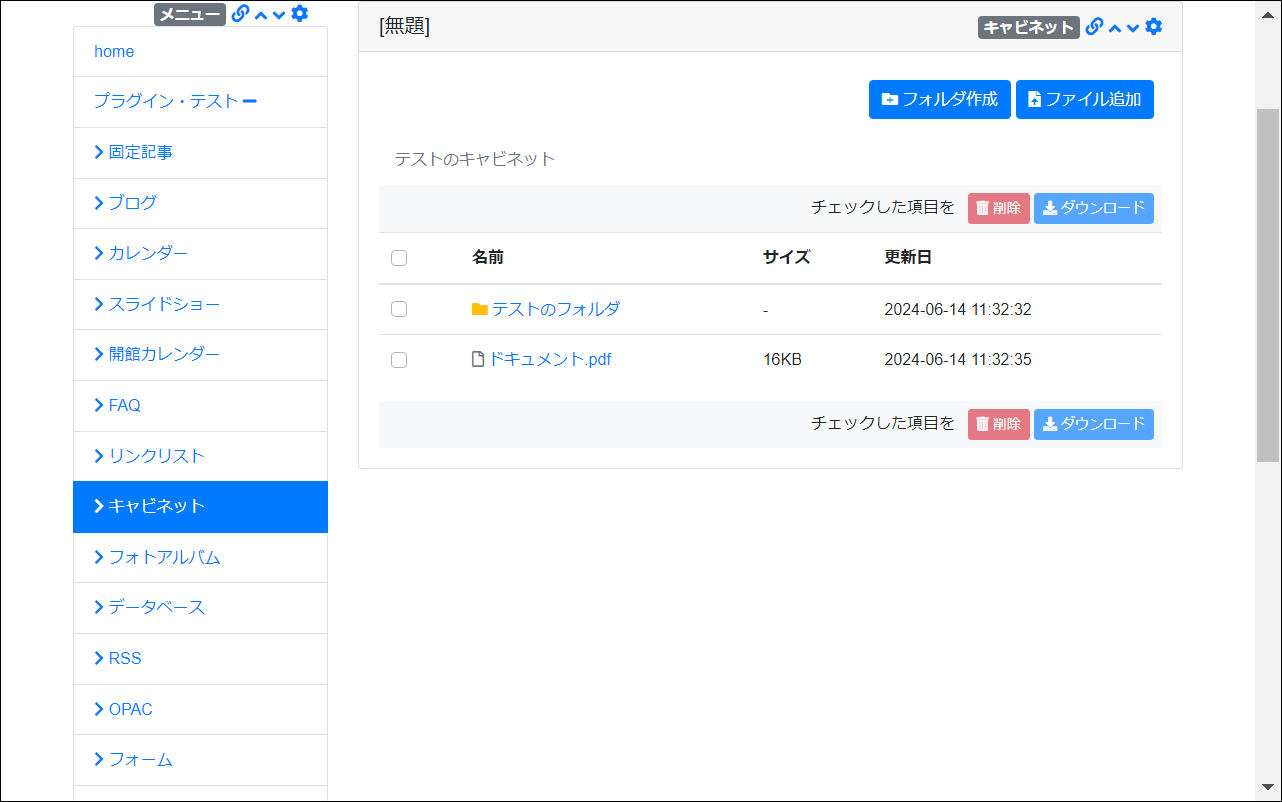 メニュー
home
プラグイン・テスト
固定記事
ブログ
カレンダー
スライドショー
開館カレンダー
FAQ
リンクリスト
キャビネット
フォトアルバム
データベース
RSS
OPAC
フォーム
[無題] キャビネット
フォルダ作成 ファイル追加
テストのキャビネット
チェックした項目を 削除 ダウンロード
名前 サイズ 更新日
テストのフォルダ - 2024-06-14 11:32:32
ドキュメント.pdf 16KB 2024-06-14 11:32:35
チェックした項目を 削除 ダウンロード